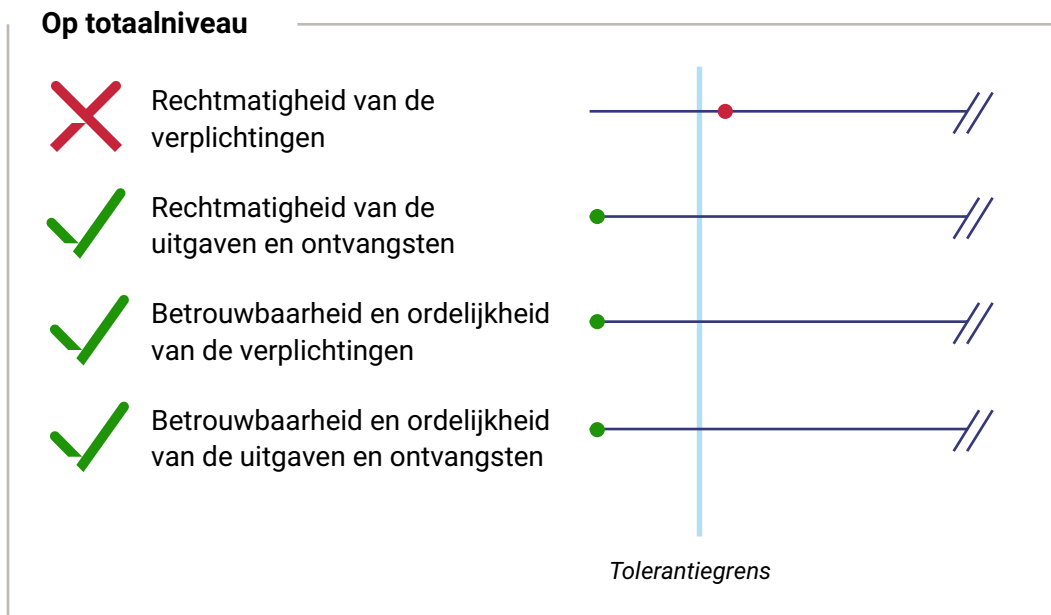 Op totaalniveau
Rechtmatigheid van de
verplichtingen
Rechtmatigheid van de
uitgaven en ontvangsten
Betrouwbaarheid en ordelijkheid
van de verplichtingen
Betrouwbaarheid en ordelijkheid
van de uitgaven en ontvangsten
Tolerantiegrens